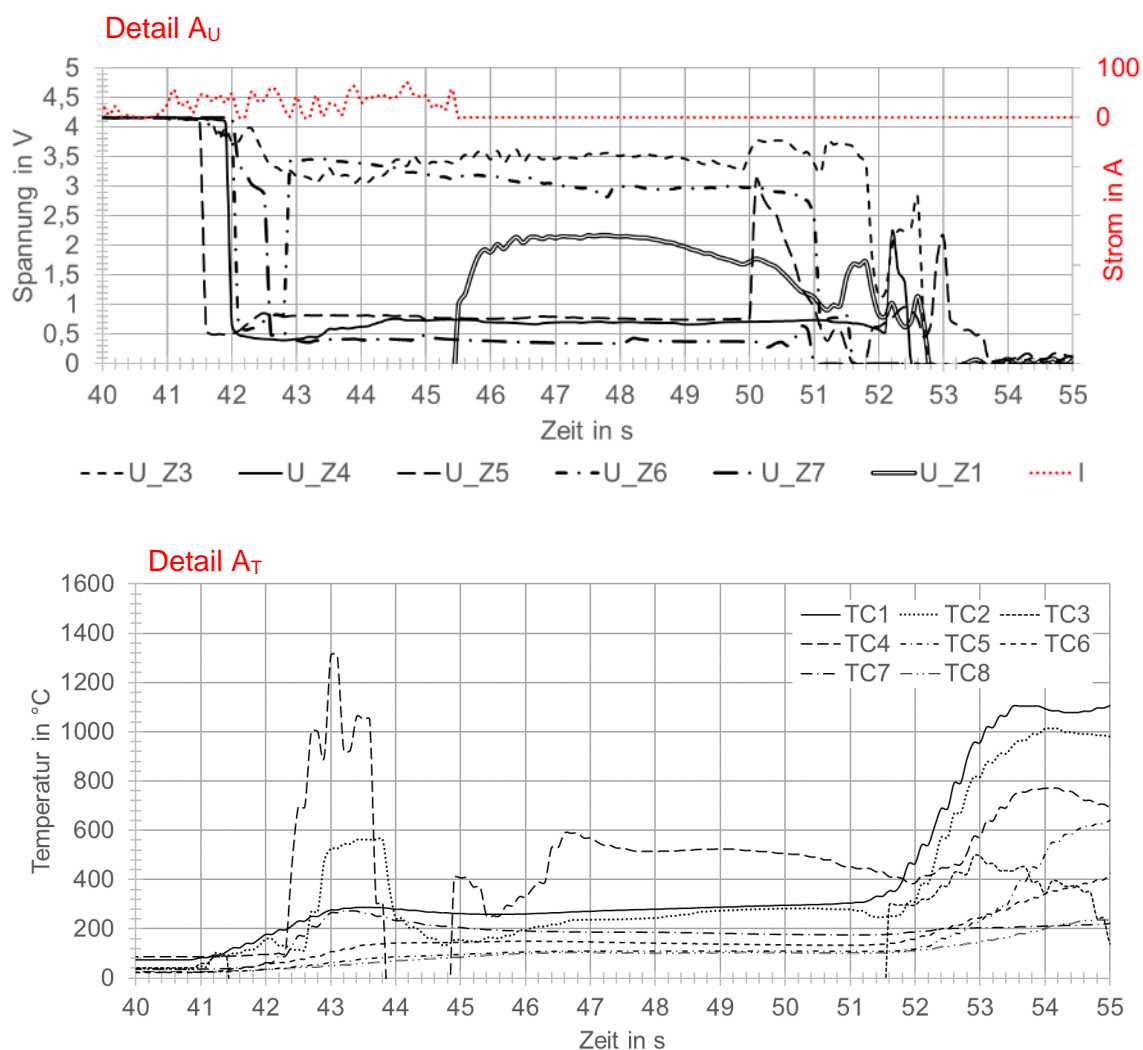 Detail AU
5
4,5
4
3,5
3
2,5
2
1,5
1
0,5
0
Spannung in V
100
0
Strom in A
40 41 42 43 44 45 46 47 48 49 50 51 52 53 54 55
Zeit in s
U_Z3 U_Z4 U_Z5 U_Z6 U_Z7 U_Z1 I
Detail AT
1600
1400
1200
1000
800
600
400
200
0
Temperatur in °C
TC1 TC2 TC3
TC4 TC5 TC6
TC7 TC8
40 41 42 43 44 45 46 47 48 49 50 51 52 53 54 55
Zeit in s